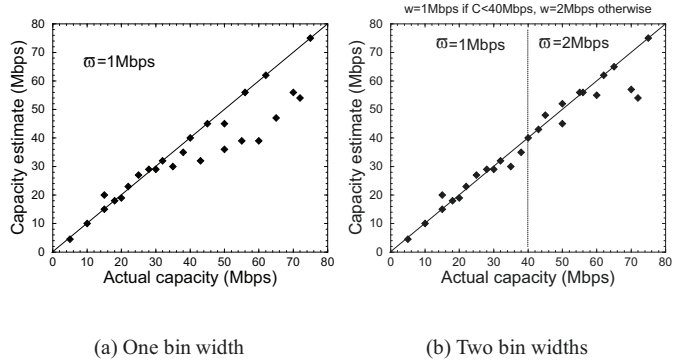 w=1Mbps if C<40Mbps, w=2Mbps otherwise
80
70
60
50
40
30
20
10
0
Capacity estimate (Mbps)
ϖ=1Mbps
0 10 20 30 40 50 60 70 80
Actual capacity (Mbps)
(a) One bin width
80
70
60
50
40
30
20
10
0
Capacity estimate (Mbps)
ϖ=1Mbps ϖ=2Mbps
0 10 20 30 40 50 60 70 80
Actual capacity (Mbps)
(b) Two bin widths